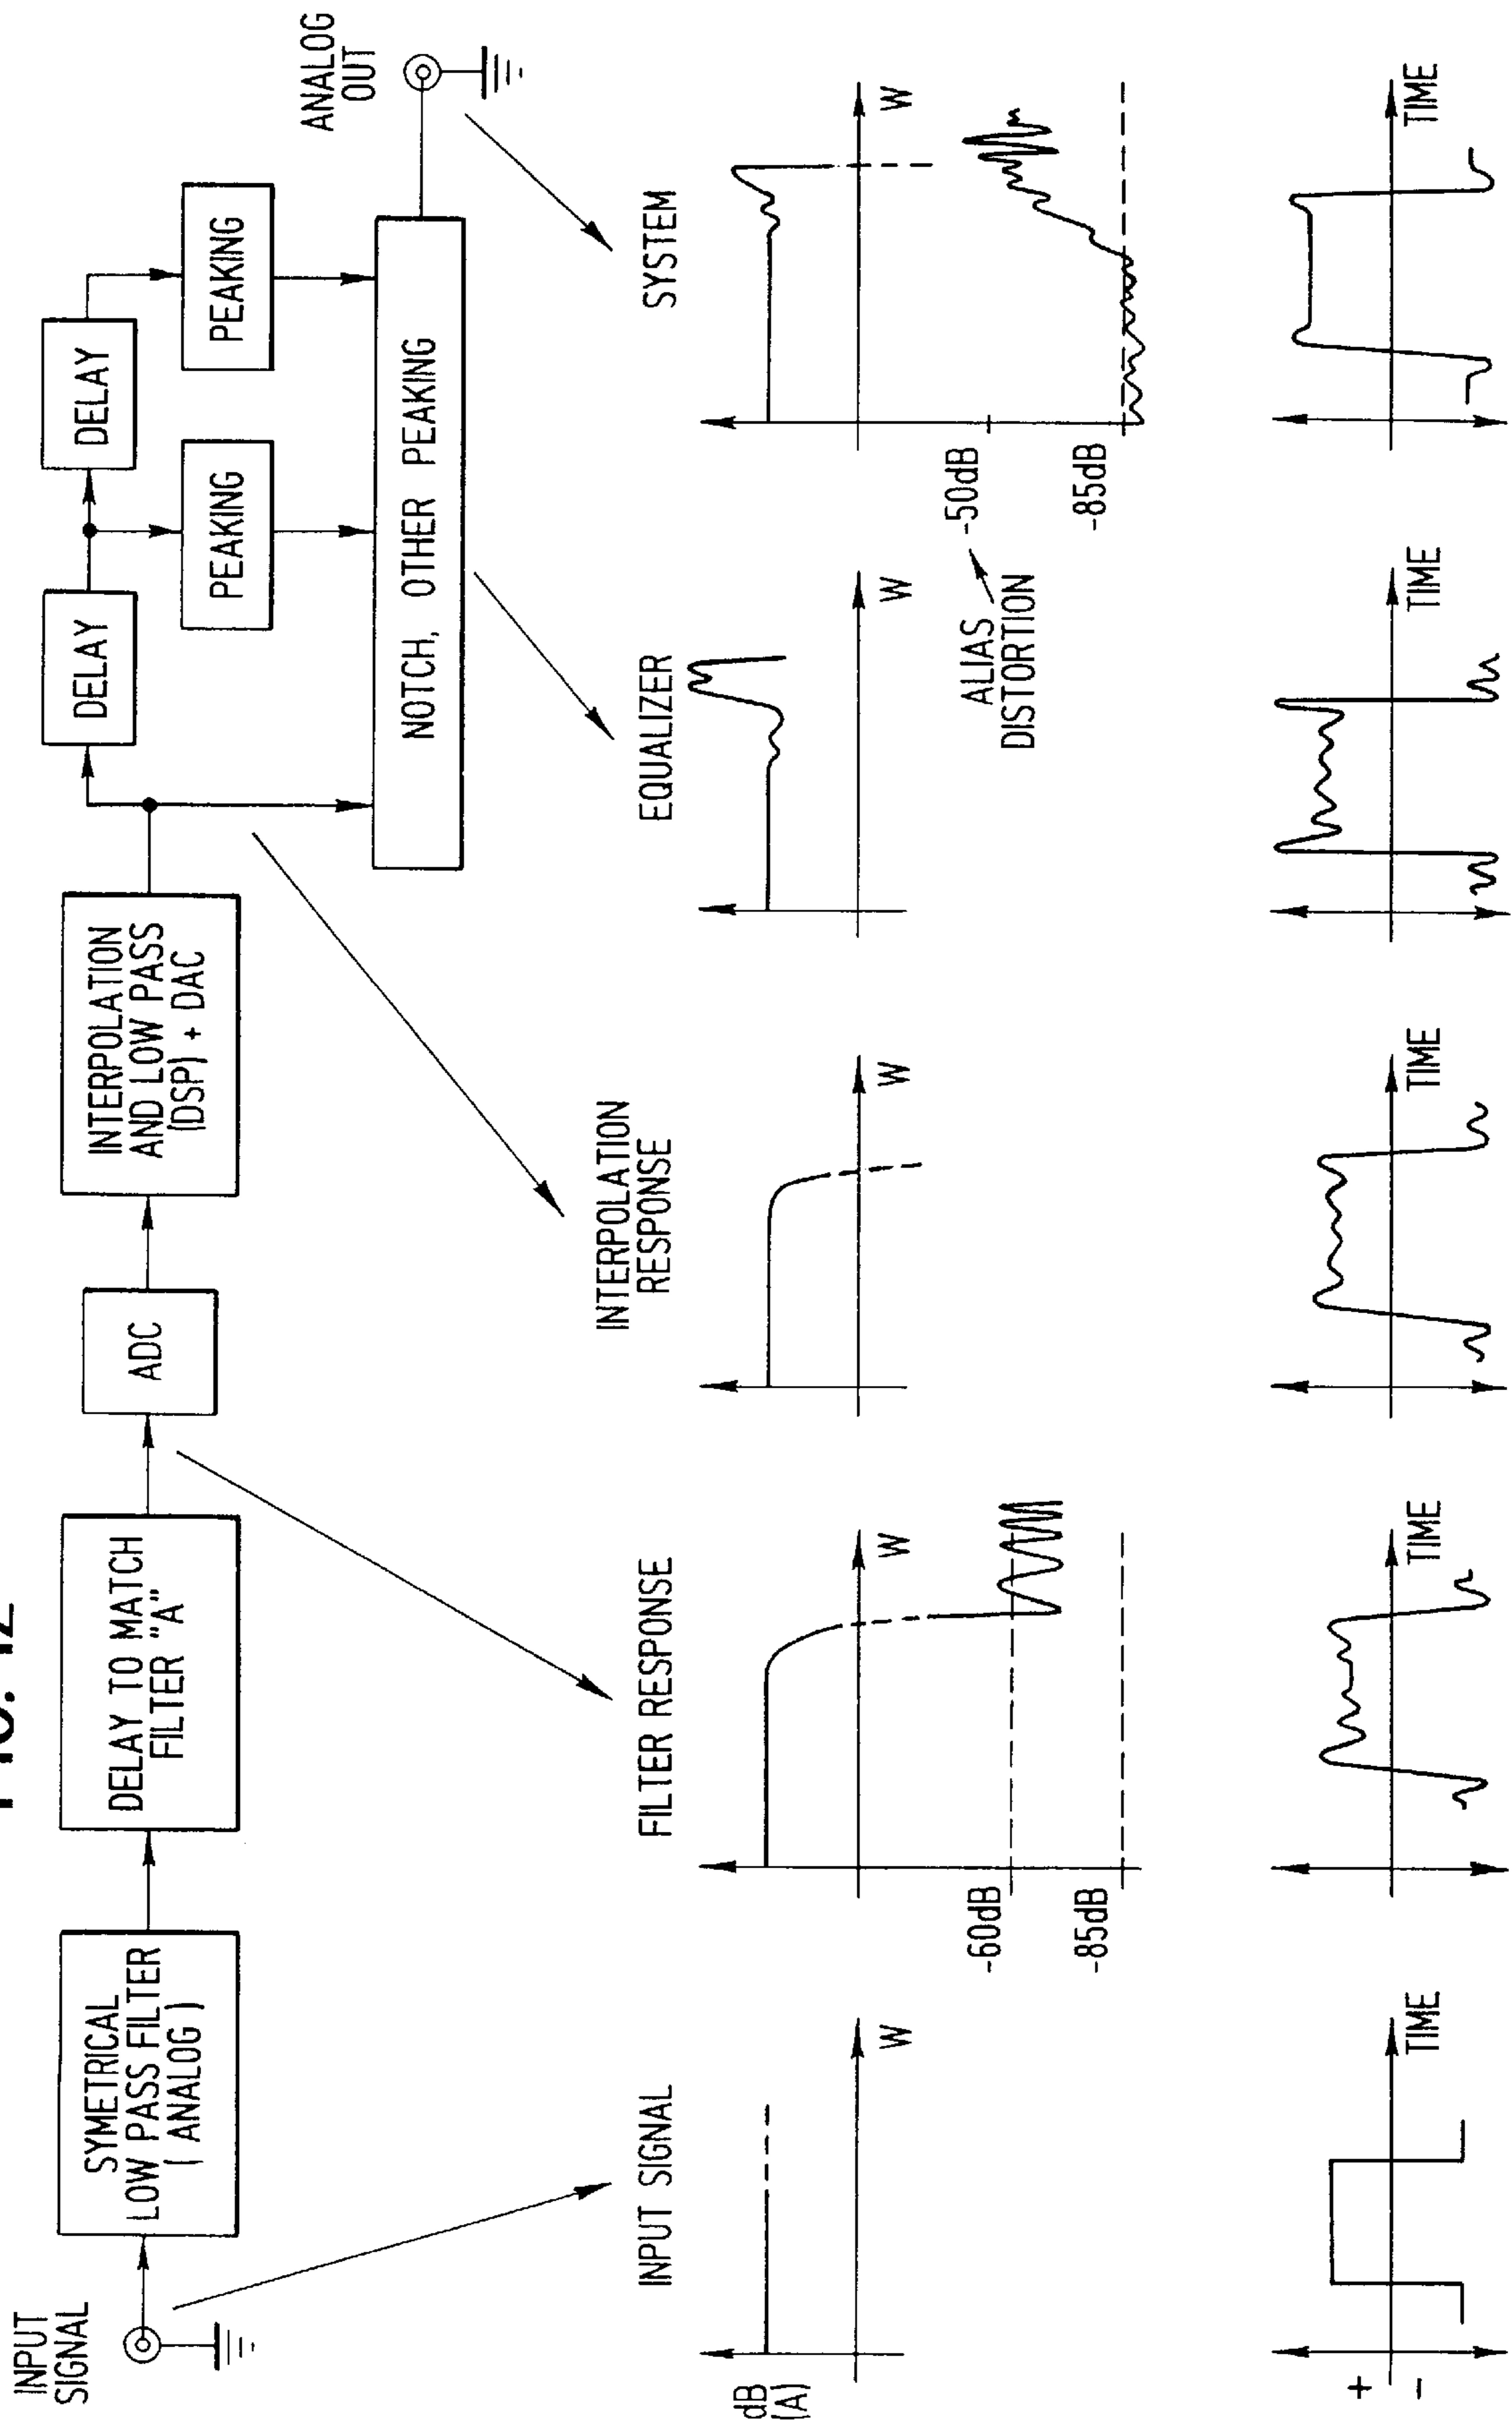 FIG. 12
INPUT
SIGNAL
SYMETRICAL
LOW PASS FILTER
( ANALOG )
DELAY TO MATCH
FILTER "A"
ADC
INTERPOLATION
AND LOW PASS
(DSP) + DAC
DELAY
DELAY
PEAKING
PEAKING
NOTCH, OTHER PEAKING
ANALOG
OUT
INPUT SIGNAL
dB
(A)
W
FILTER RESPONSE
W
-60dB
-85dB
INTERPOLATION
RESPONSE
W
EQUALIZER
W
SYSTEM
W
ALIAS
DISTORTION
-50dB
-85dB
+
-
TIME
TIME
TIME
TIME
TIME